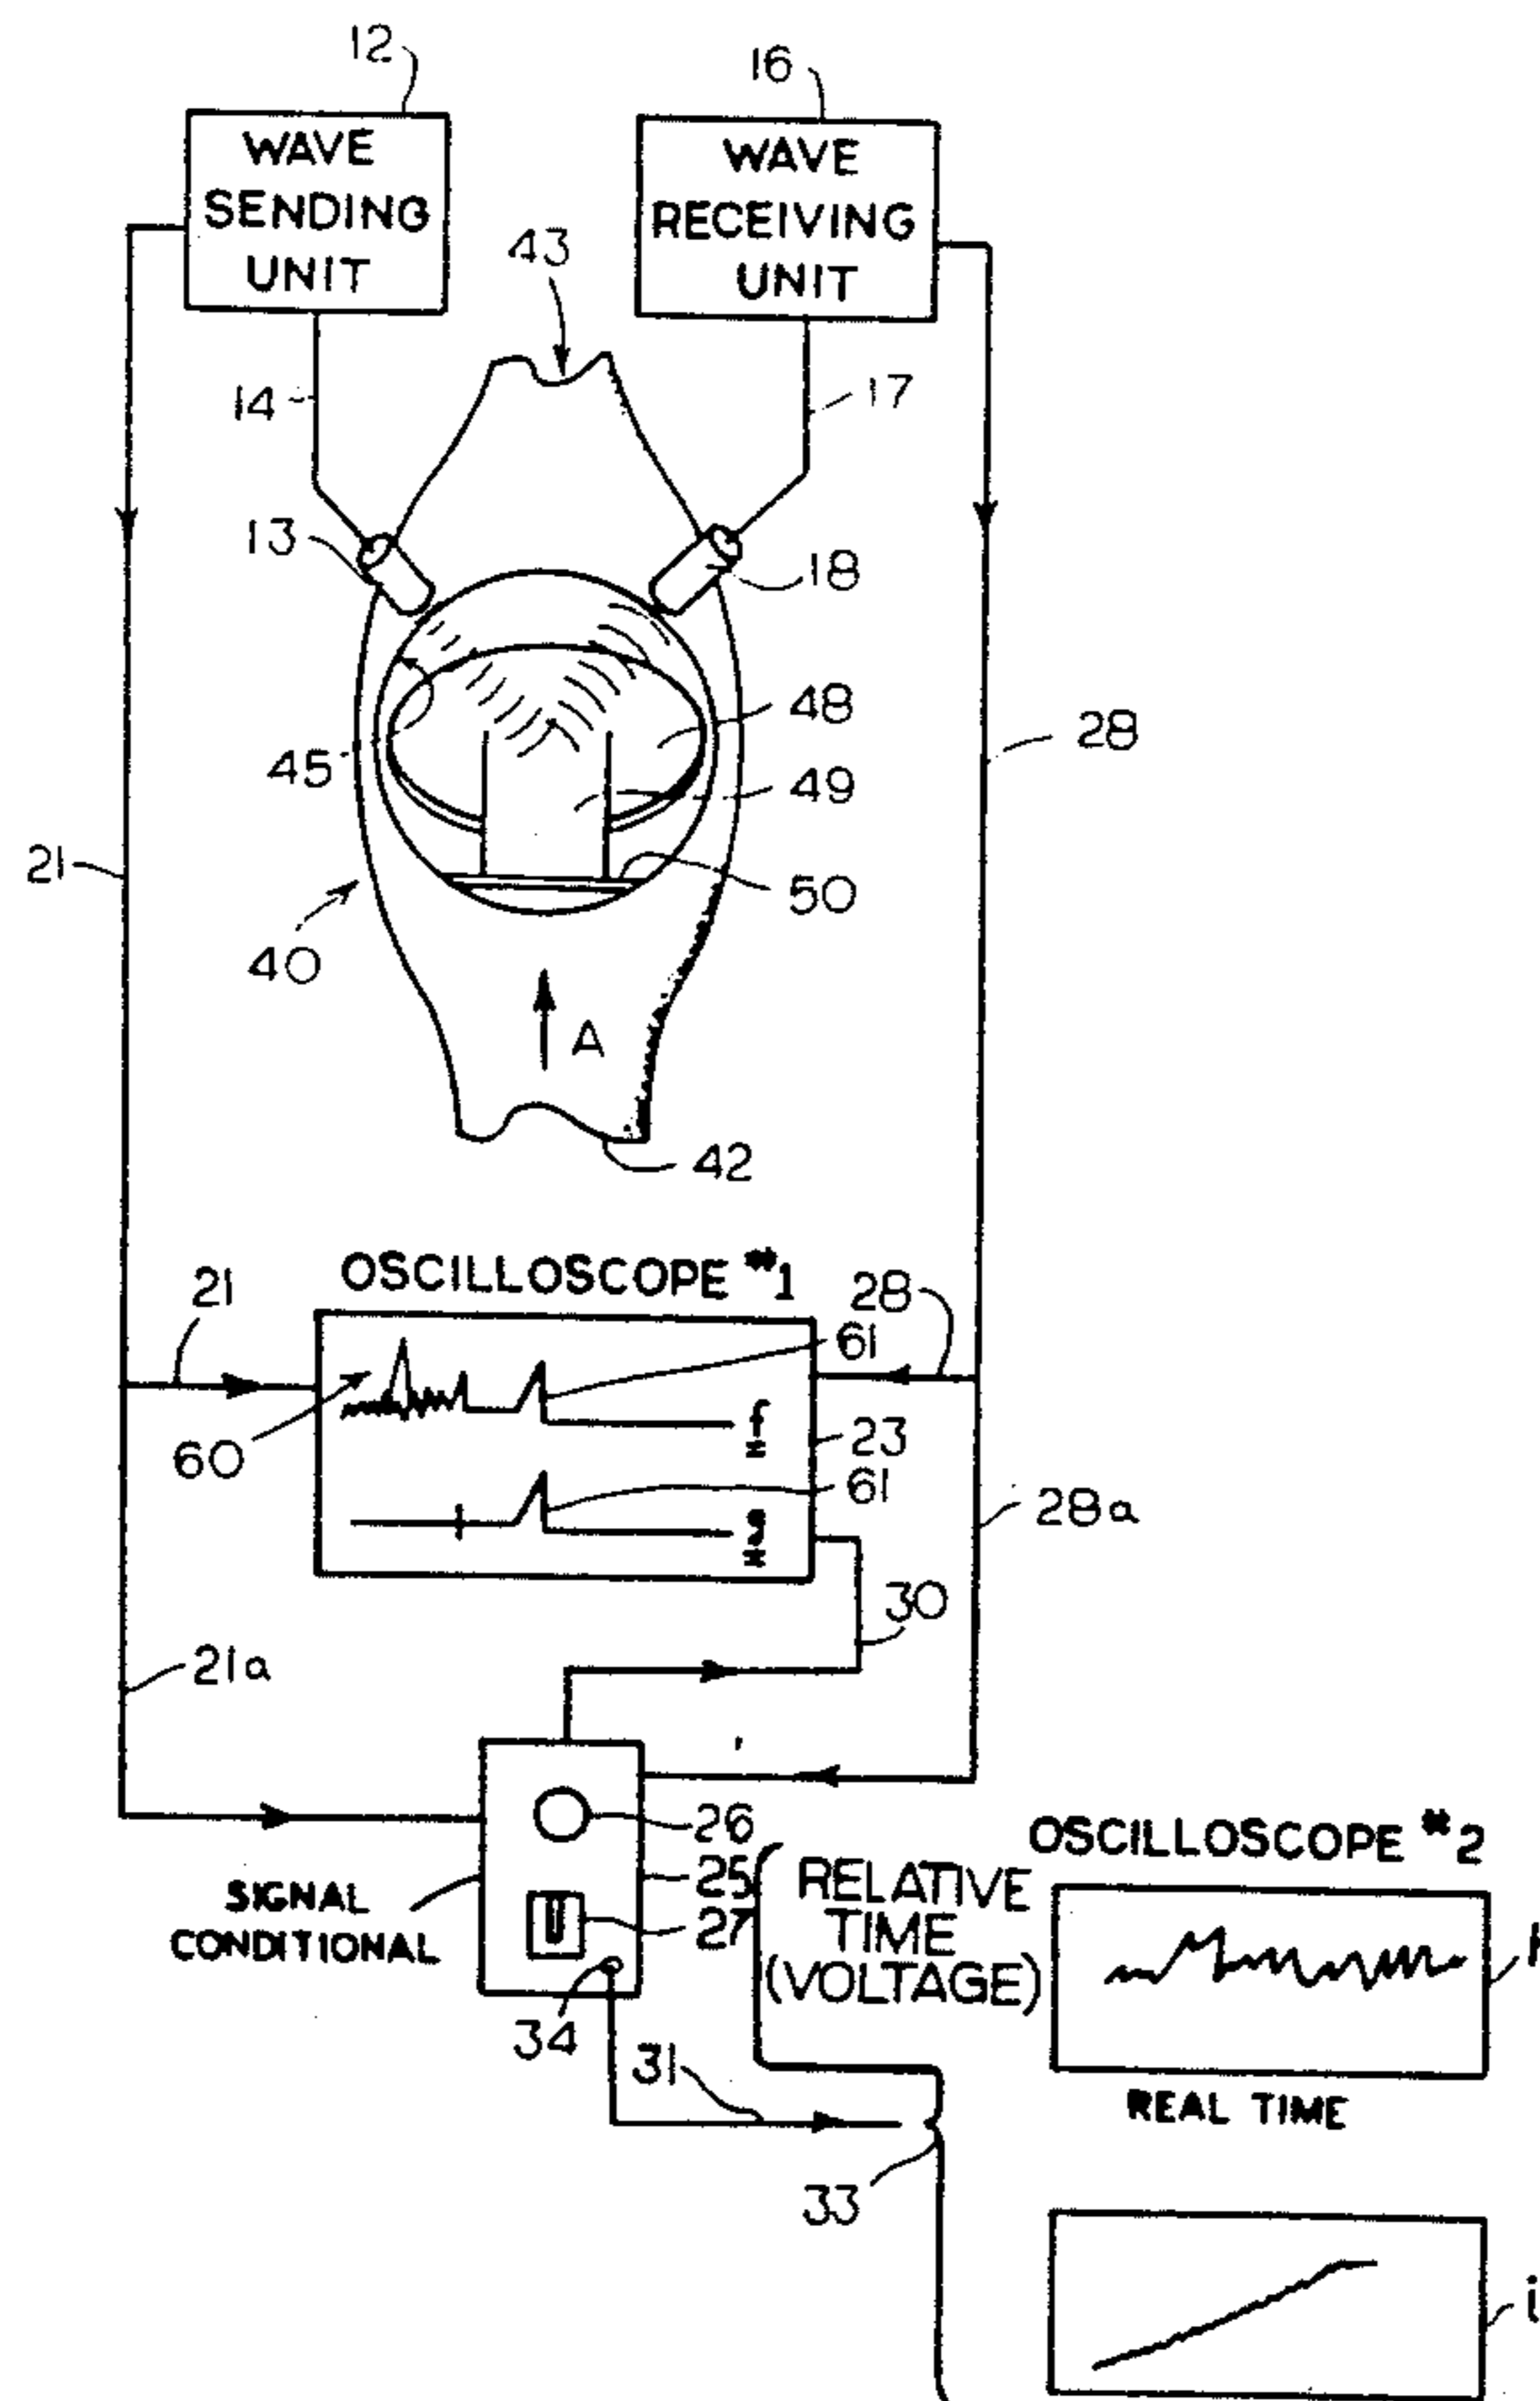 12
16
WAVE
SENDING
UNIT
WAVE
RECEIVING
UNIT
43
14
17
13
18
48
45
49
28
21
50
40
A
42
OSCILLOSCOPE #1
21
28
61
f
23
60
61
g
28a
30
21a
26
OSCILLOSCOPE #2
25
RELATIVE
TIME
(VOLTAGE)
SIGNAL
CONDITIONAL
27
34
31
REAL TIME
33
i